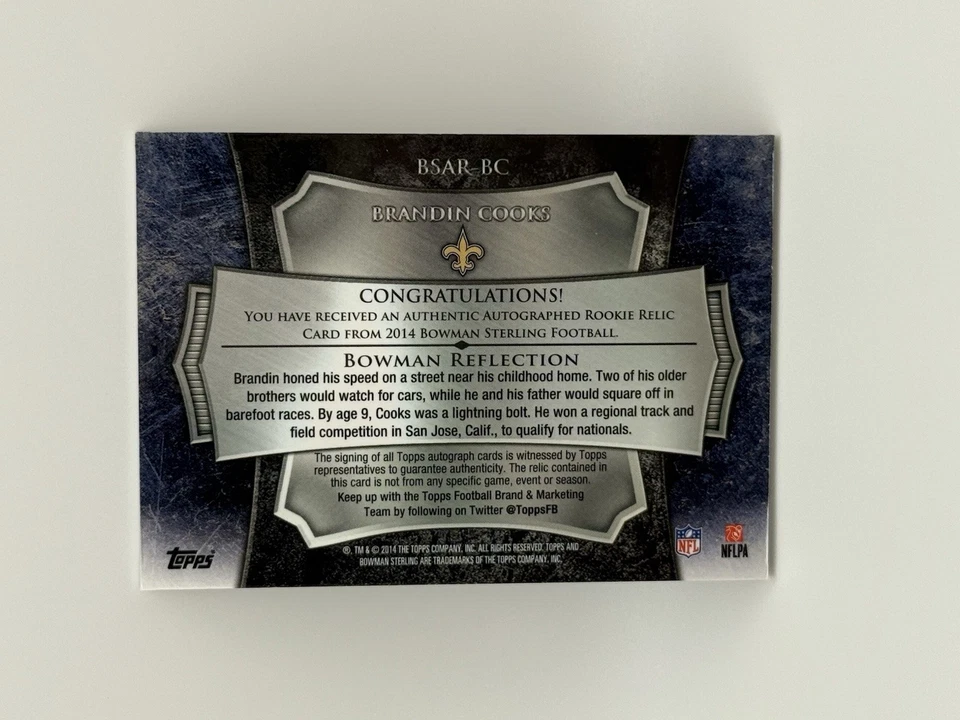 BSAR-BC
BRANDIN COOKS
CONGRATULATIONS!
YOU HAVE RECEIVED AN AUTHENTIC AUTOGRAPHED ROOKIE RELIC
CARD FROM 2014 BOWMAN STERLING FOOTBALL.
BOWMAN REFLECTION
Brandin honed his speed on a street near his childhood home. Two of his older
brothers would watch for cars, while he and his father would square off in
barefoot races. By age 9, Cooks was a lightning bolt. He won a regional track and
field competition in San Jose, Calif., to qualify for nationals.
The signing of all Topps autograph cards is witnessed by Topps
representatives to guarantee authenticity. The relic contained in
this card is not from any specific game, event or season.
Keep up with the Topps Football Brand & Marketing
Team by following on Twitter @ToppsFB
®, TM & © 2014 THE TOPPS COMPANY, INC. ALL RIGHTS RESERVED. TOPPS AND
BOWMAN STERLING ARE TRADEMARKS OF THE TOPPS COMPANY, INC.
Topps
NFL
NFLPA